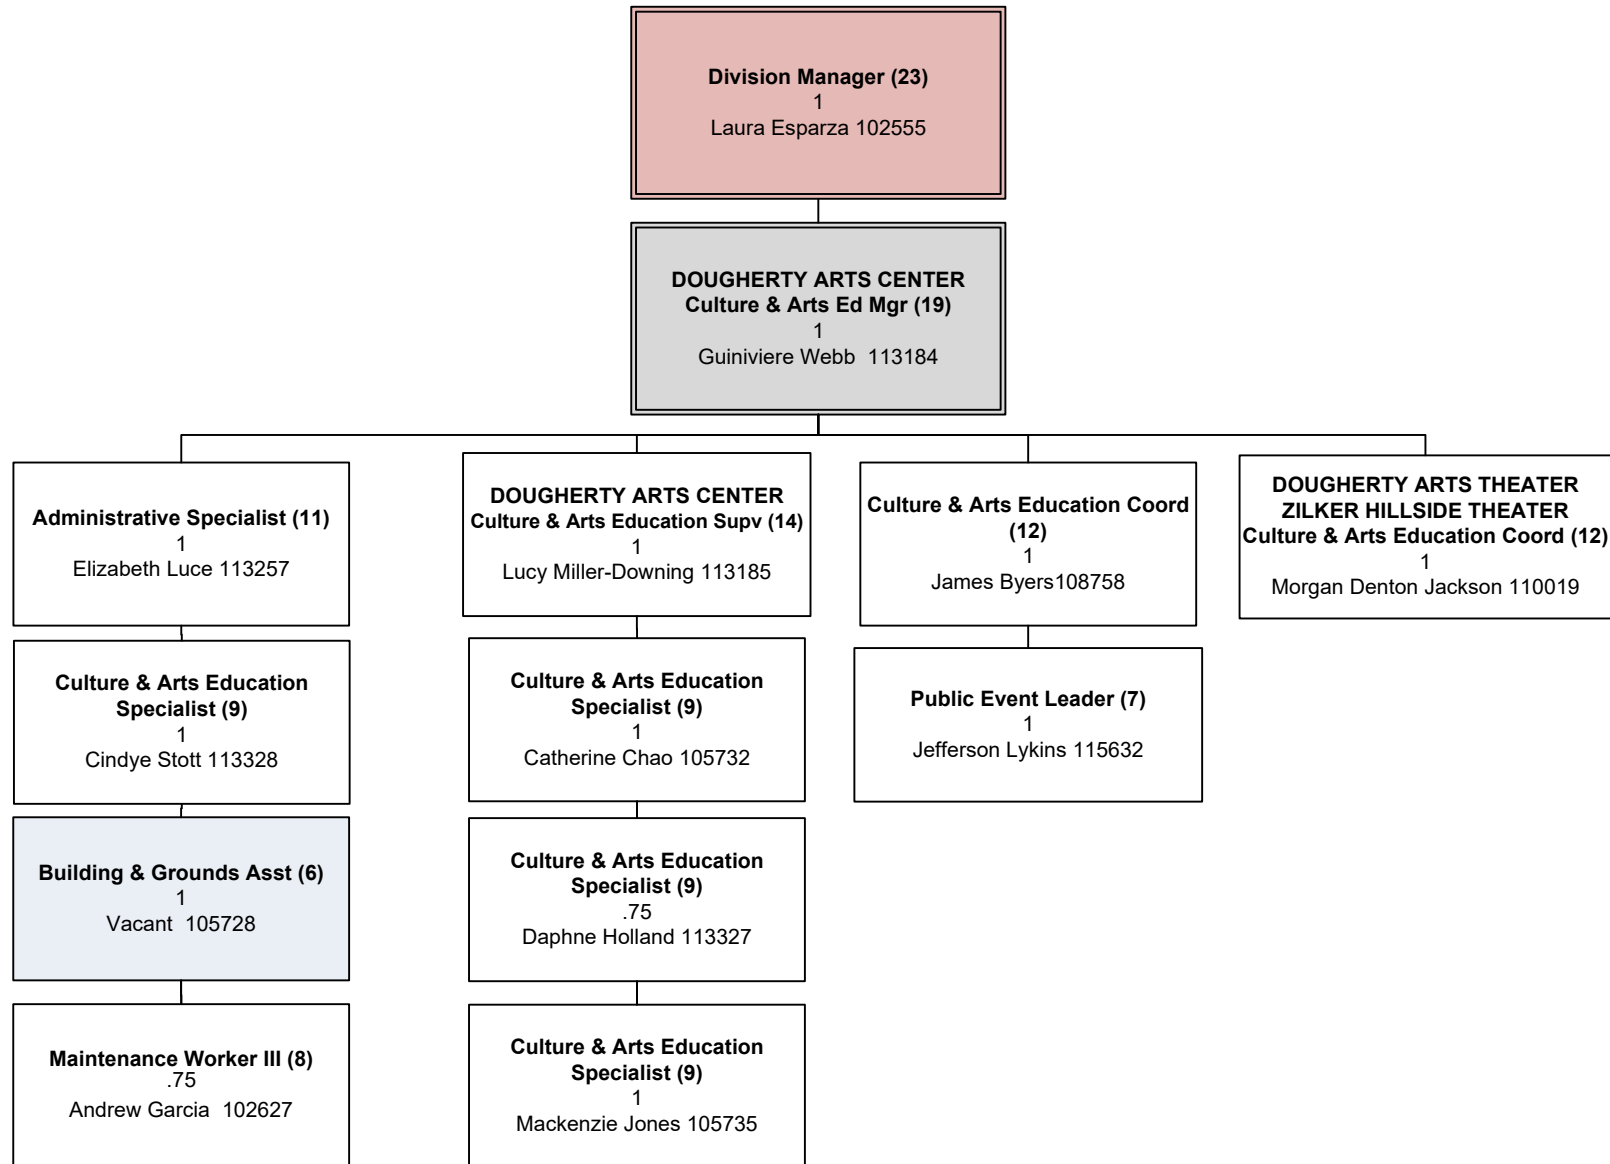 Division Manager (23)
1
Laura Esparza 102555
DOUGHERTY ARTS CENTER
Culture & Arts Ed Mgr (19)
1
Guiniviere Webb  113184
Administrative Specialist (11)
1
Elizabeth Luce 113257
DOUGHERTY ARTS CENTER
Culture & Arts Education Supv (14)
1
Lucy Miller-Downing 113185
Culture & Arts Education Coord
(12)
1
James Byers108758
DOUGHERTY ARTS THEATER
ZILKER HILLSIDE THEATER
Culture & Arts Education Coord (12)
1
Morgan Denton Jackson 110019
Culture & Arts Education
Specialist (9)
1
Cindye Stott 113328
Culture & Arts Education
Specialist (9)
1
Catherine Chao 105732
Public Event Leader (7)
1
Jefferson Lykins 115632
Building & Grounds Asst (6)
1
Vacant  105728
Culture & Arts Education
Specialist (9)
.75
Daphne Holland 113327
Maintenance Worker III (8)
.75
Andrew Garcia  102627
Culture & Arts Education
Specialist (9)
1
Mackenzie Jones 105735